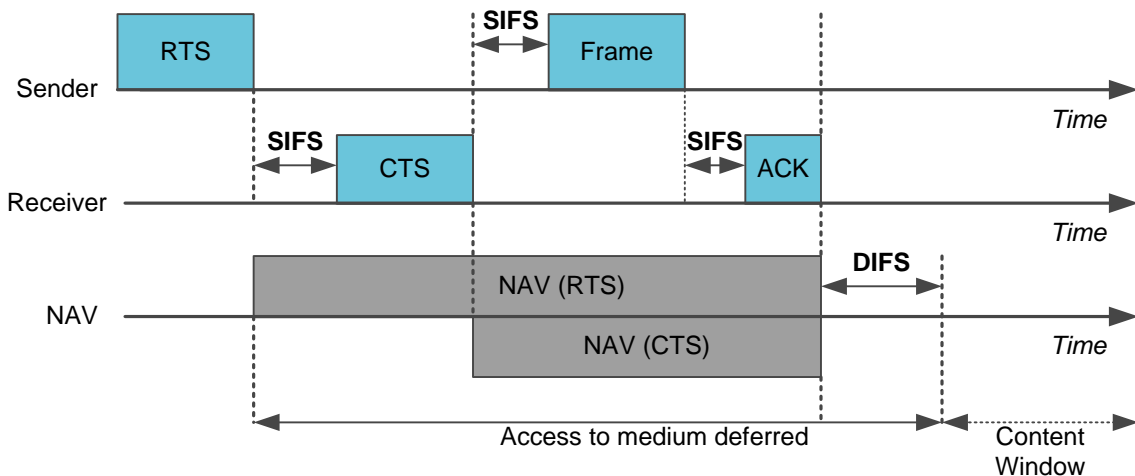 SIFS
RTS
Frame
Sender
Time
SIFS
SIFS
CTS
ACK
Receiver
Time
DIFS
NAV (RTS)
NAV
NAV (CTS)
Time
Access to medium deferred
Content
Window